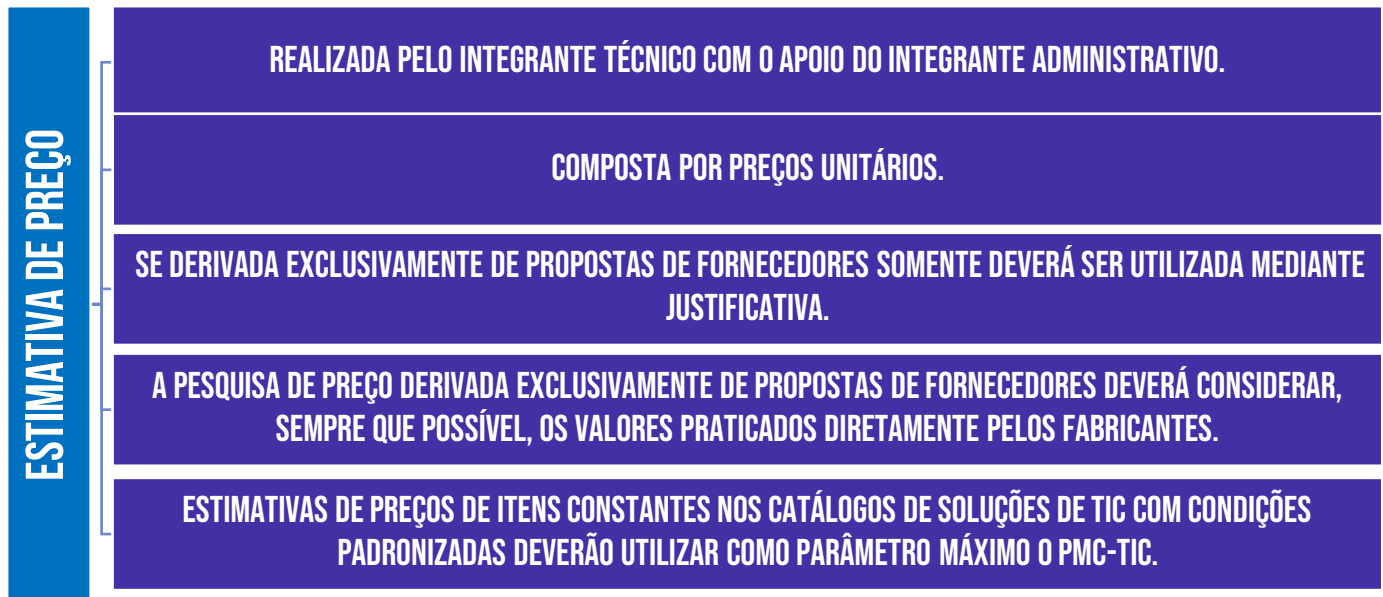 ESTIMATIVA DE PREÇO
REALIZADA PELO INTEGRANTE TÉCNICO COM O APOIO DO INTEGRANTE ADMINISTRATIVO.
COMPOSTA POR PREÇOS UNITÁRIOS.
SE DERIVADA EXCLUSIVAMENTE DE PROPOSTAS DE FORNECEDORES SOMENTE DEVERÁ SER UTILIZADA MEDIANTE
JUSTIFICATIVA.
A PESQUISA DE PREÇO DERIVADA EXCLUSIVAMENTE DE PROPOSTAS DE FORNECEDORES DEVERÁ CONSIDERAR,
SEMPRE QUE POSSÍVEL, OS VALORES PRATICADOS DIRETAMENTE PELOS FABRICANTES.
ESTIMATIVAS DE PREÇOS DE ITENS CONSTANTES NOS CATÁLOGOS DE SOLUÇÕES DE TIC COM CONDIÇÕES
PADRONIZADAS DEVERÃO UTILIZAR COMO PARÂMETRO MÁXIMO O PMC-TIC.